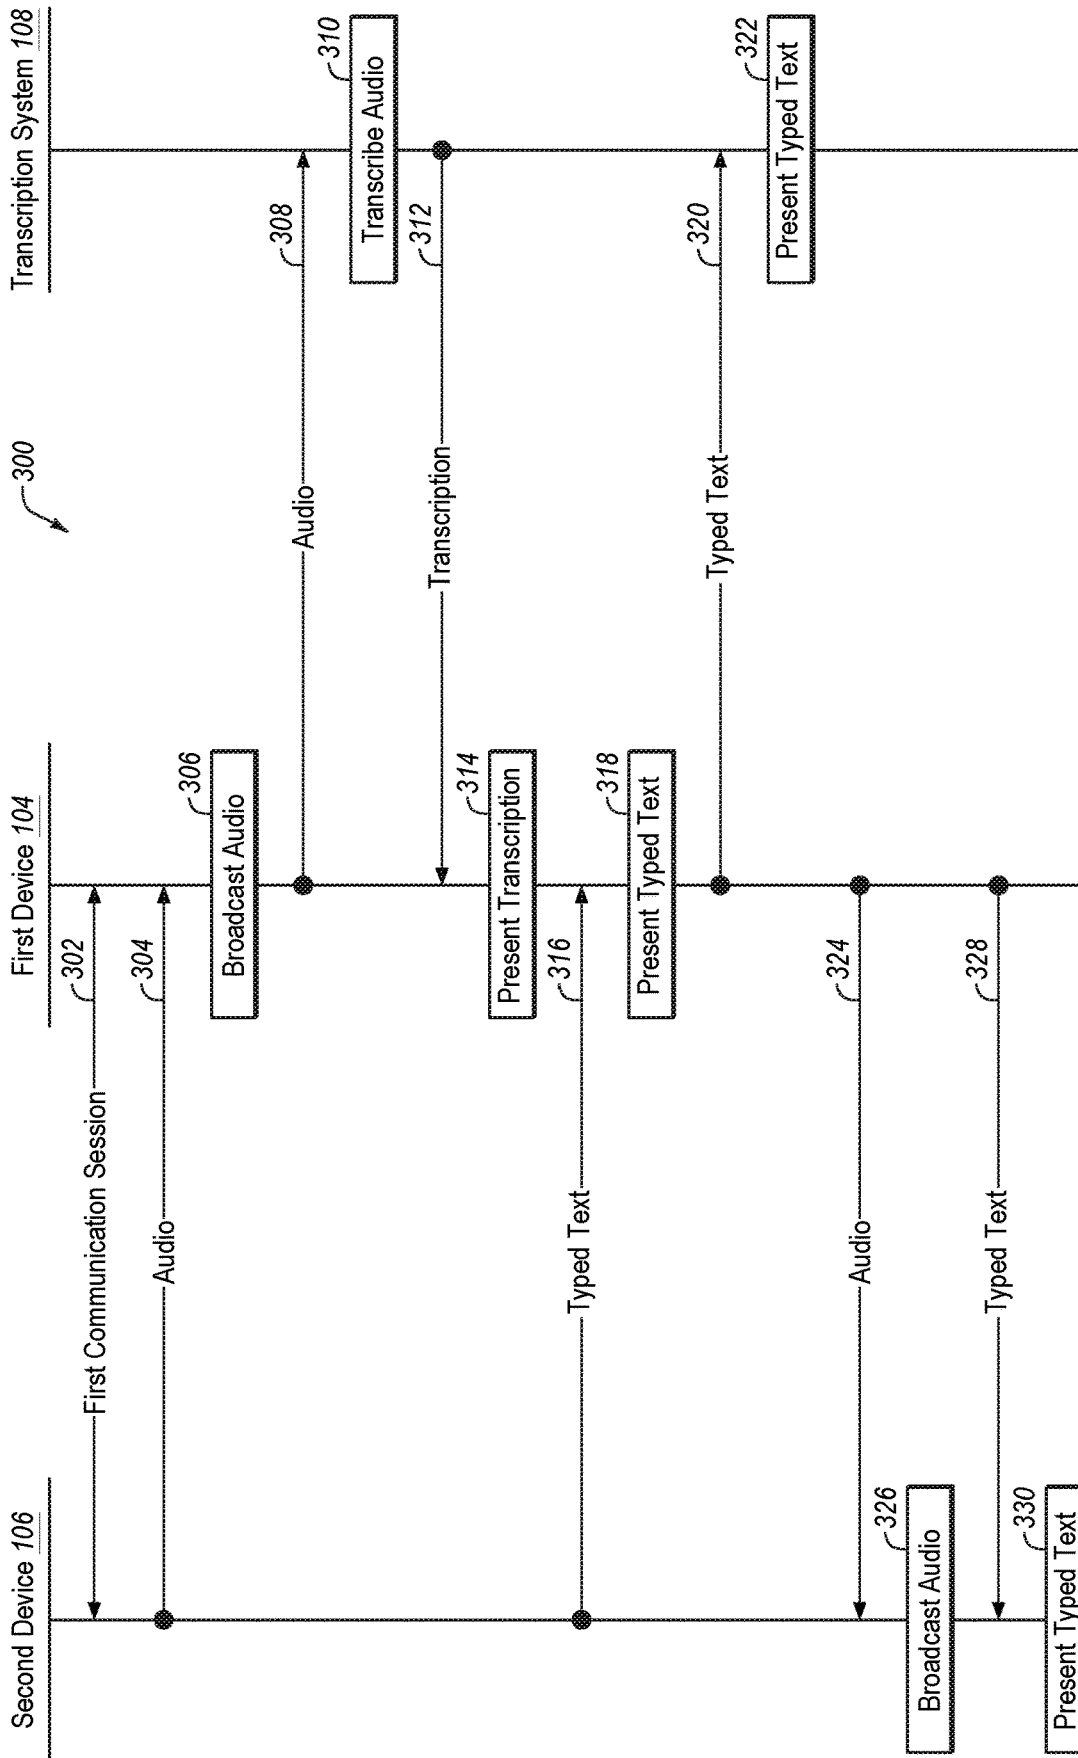 Second Device 106
First Device 104
Transcription System 108
300
302
First Communication Session
304
Audio
306
Broadcast Audio
308
Audio
310
Transcribe Audio
312
Transcription
314
Present Transcription
316
Typed Text
318
Present Typed Text
320
Typed Text
322
Present Typed Text
324
Audio
326
Broadcast Audio
328
Typed Text
330
Present Typed Text